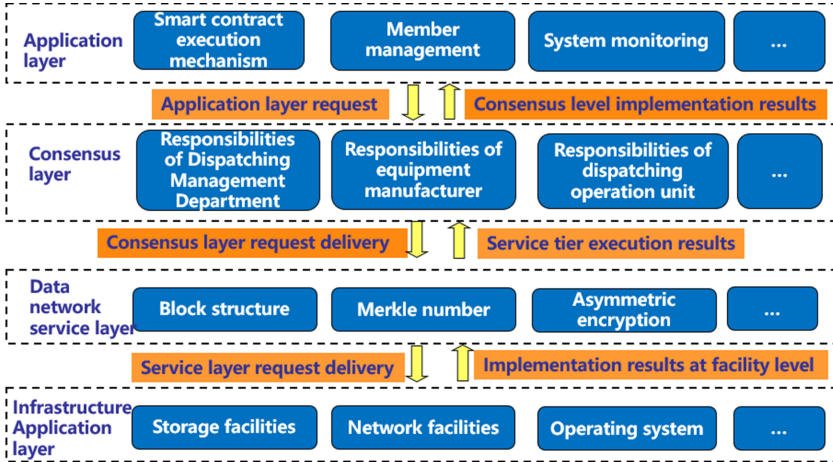 Application
layer
Smart contract
execution
mechanism
Member
management
System monitoring
...
Application layer request
Consensus level implementation results
Consensus
layer
Responsibilities
of Dispatching
Management
Department
Responsibilities of
equipment
manufacturer
Responsibilities of
dispatching
operation unit
...
Consensus layer request delivery
Service tier execution results
Data
network
service layer
Block structure
Merkle number
Asymmetric
encryption
...
Service layer request delivery
Implementation results at facility level
Infrastructure
Application
layer
Storage facilities
Network facilities
Operating system
...